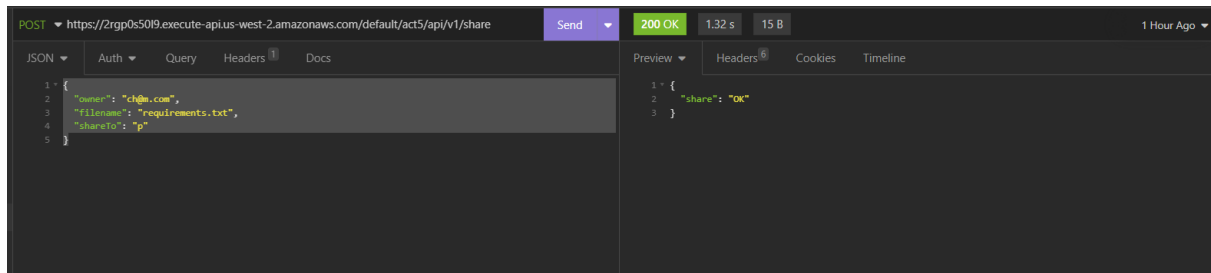 POST https://2rgp0s50l9.execute-api.us-west-2.amazonaws.com/default/act5/api/v1/share Send 200 OK 1.32 s 15 B 1 Hour Ago
JSON Auth Query Headers 1 Docs Preview Headers 6 Cookies Timeline
1 {
2 "owner": "ch@m.com",
3 "filename": "requirements.txt",
4 "shareTo": "p"
5 }
1 {
2 "share": "OK"
3 }